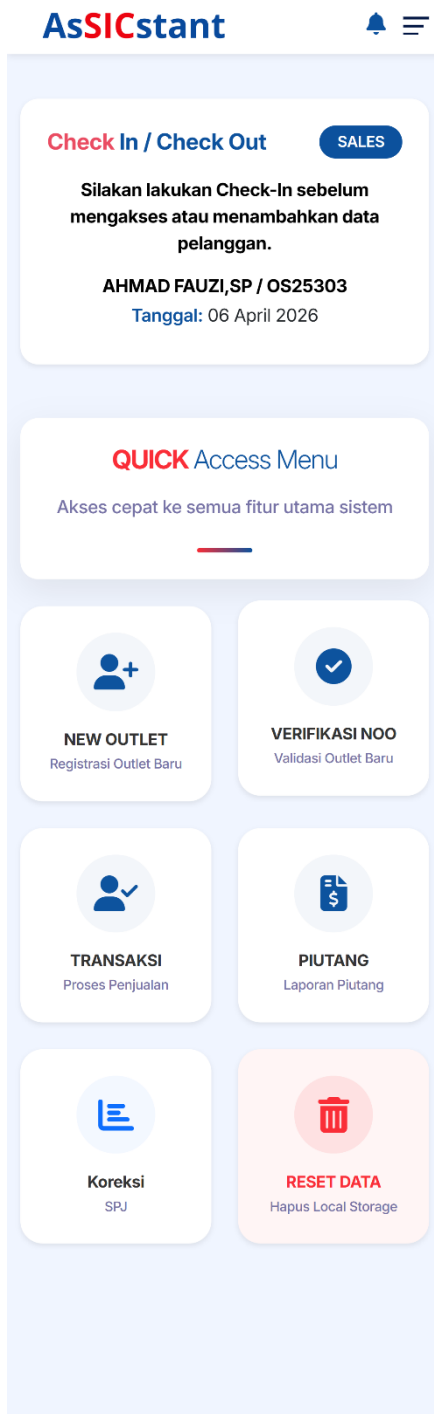 AsSICstant
Check In / Check Out
SALES
Silakan lakukan Check-In sebelum
mengakses atau menambahkan data
pelanggan.
AHMAD FAUZI,SP / OS25303
Tanggal: 06 April 2026
QUICK Access Menu
Akses cepat ke semua fitur utama sistem
NEW OUTLET
Registrasi Outlet Baru
VERIFIKASI NOO
Validasi Outlet Baru
TRANSAKSI
Proses Penjualan
PIUTANG
Laporan Piutang
Koreksi
SPJ
RESET DATA
Hapus Local Storage